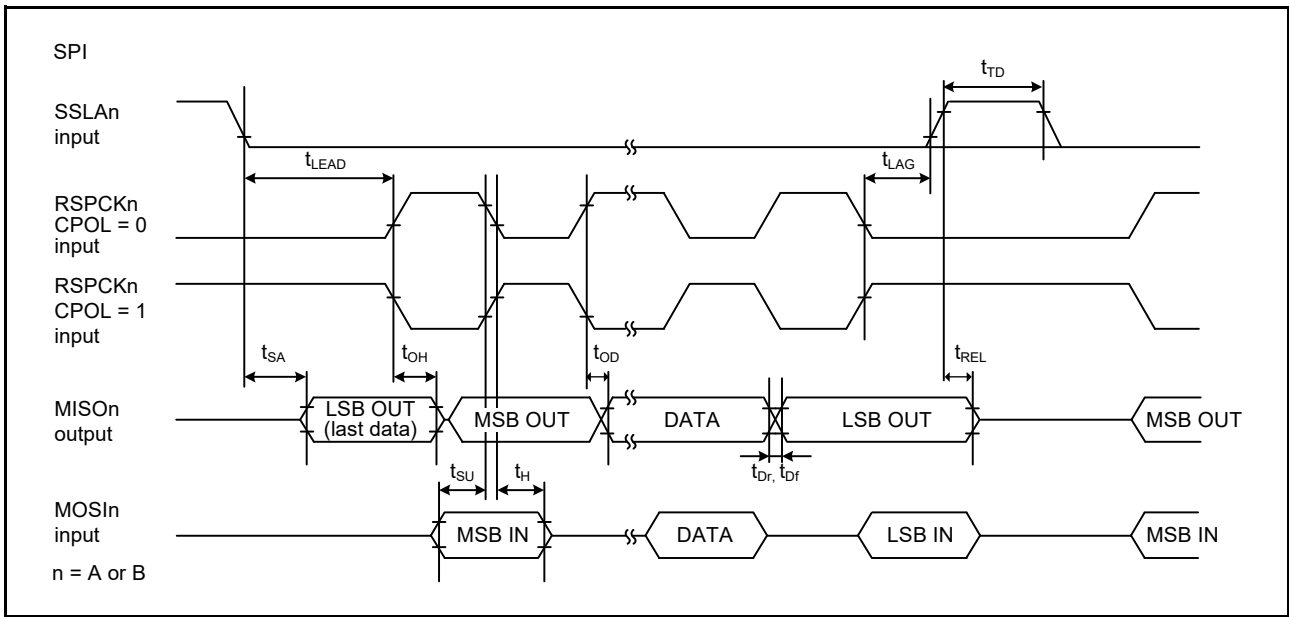 SPI
SSLAn
input
tTD
tLEAD
tLAG
RSPCKn
CPOL = 0
input
RSPCKn
CPOL = 1
input
tSA
tOH
tOD
tREL
MISOn
output
LSB OUT
(last data)
MSB OUT
DATA
LSB OUT
MSB OUT
tSU
tH
tDr, tDf
MOSIn
input
MSB IN
DATA
LSB IN
MSB IN
n = A or B